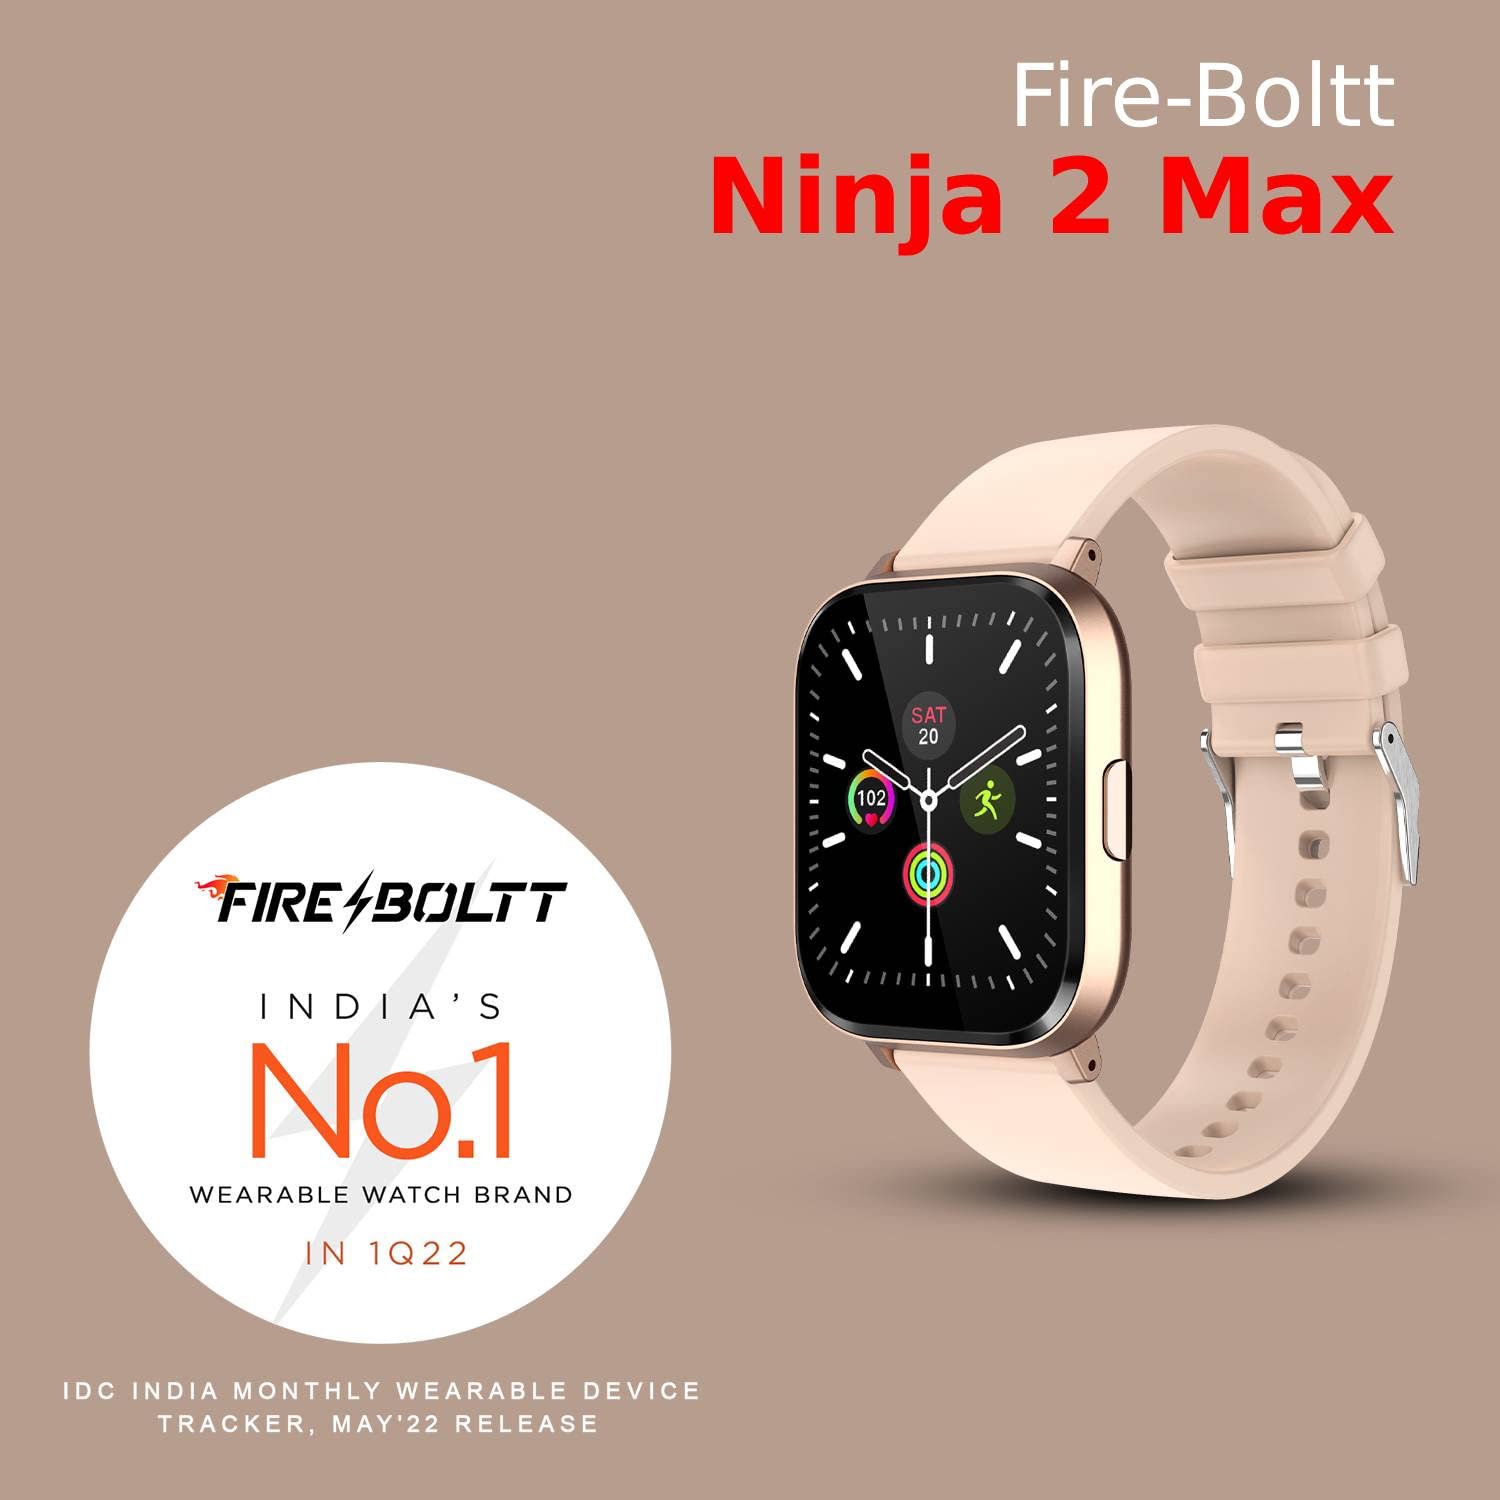 Fire-Boltt
Ninja 2 Max
SAT
20
102
FIRE BOLTT
INDIA'S
No.1
WEARABLE WATCH BRAND
IN 1Q22
IDC INDIA MONTHLY WEARABLE DEVICE
TRACKER, MAY'22 RELEASE